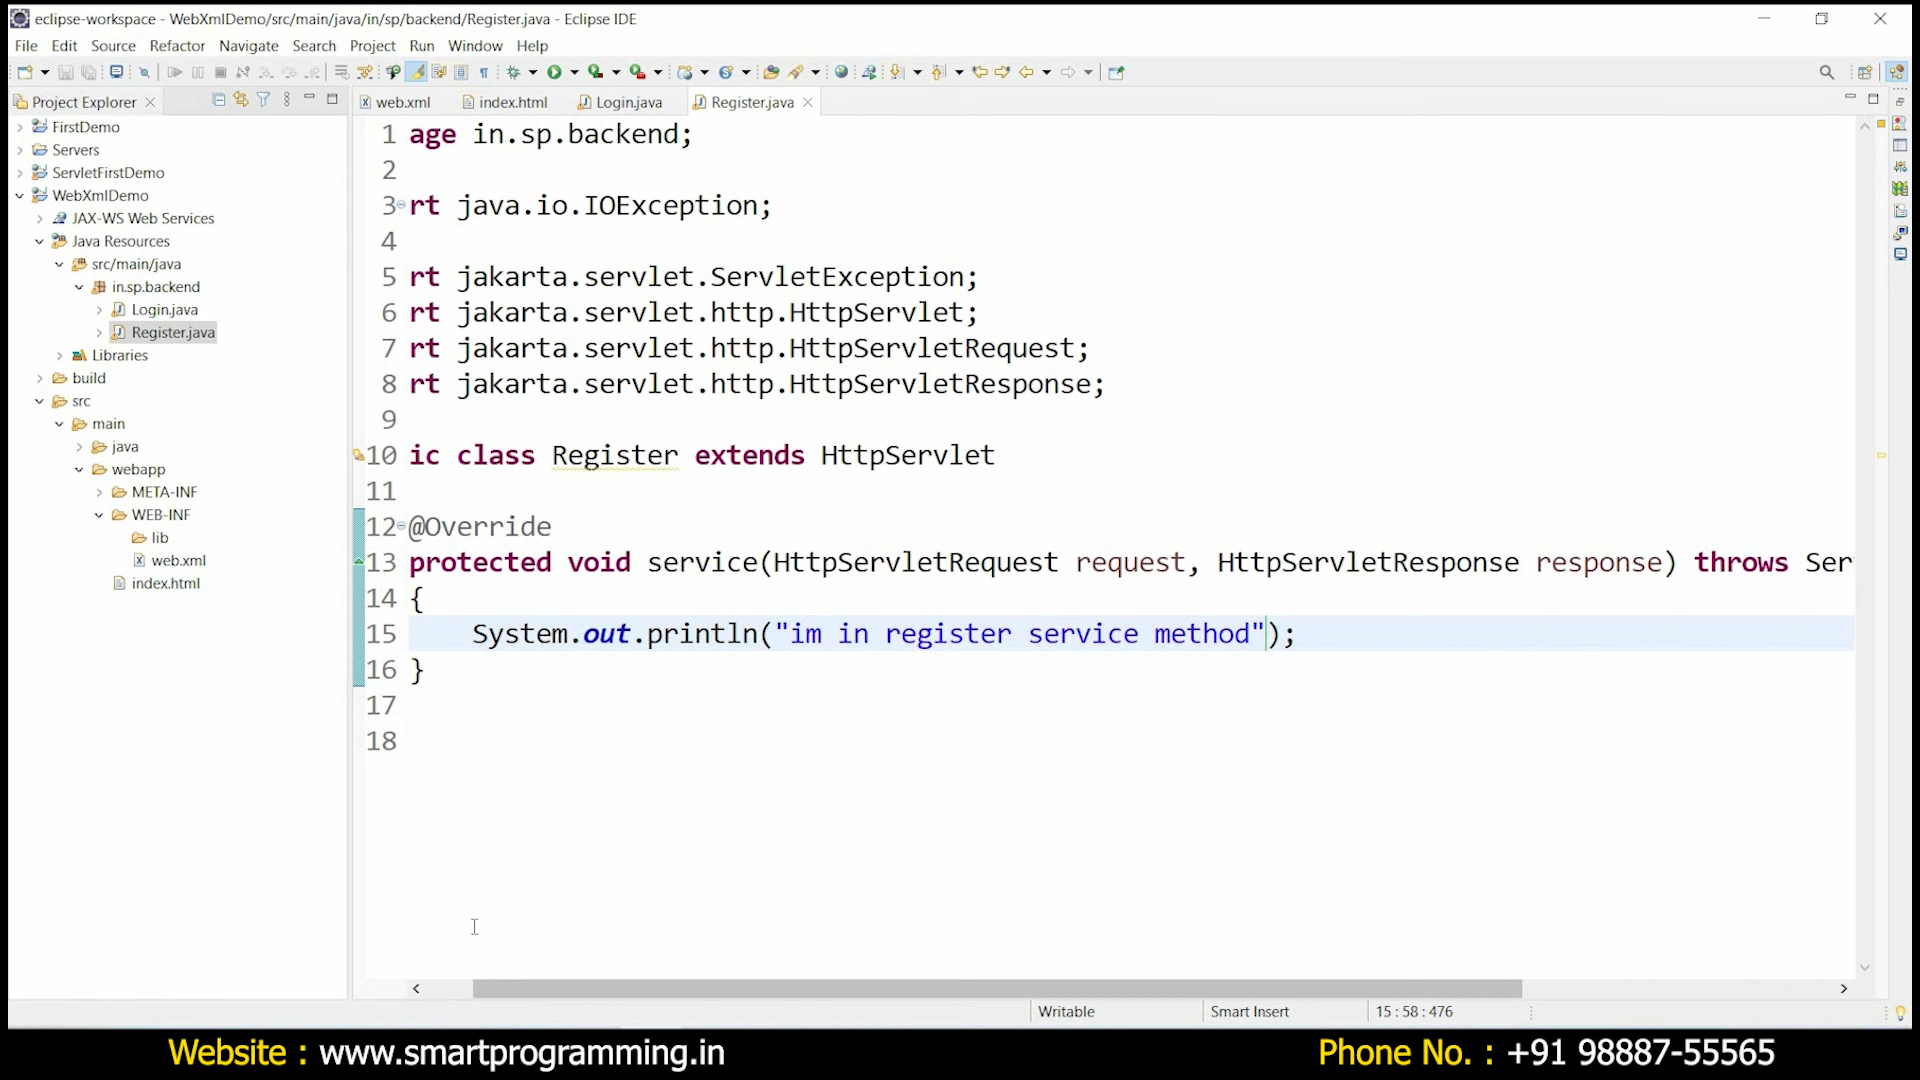 eclipse-workspace - WebXmlDemo/src/main/java/in/sp/backend/Register.java - Eclipse IDE
File Edit Source Refactor Navigate Search Project Run Window Help
Project Explorer
web.xml index.html Login.java Register.java
FirstDemo
Servers
ServletFirstDemo
WebXmlDemo
JAX-WS Web Services
Java Resources
src/main/java
in.sp.backend
Login.java
Register.java
Libraries
build
src
main
java
webapp
META-INF
WEB-INF
lib
web.xml
index.html
1 age in.sp.backend;
2
3 rt java.io.IOException;
4
5 rt jakarta.servlet.ServletException;
6 rt jakarta.servlet.http.HttpServlet;
7 rt jakarta.servlet.http.HttpServletRequest;
8 rt jakarta.servlet.http.HttpServletResponse;
9
10 ic class Register extends HttpServlet
11
12 @Override
13 protected void service(HttpServletRequest request, HttpServletResponse response) throws Ser
14 {
15 System.out.println("im in register service method");
16 }
17
18
Writable Smart Insert 15 : 58 : 476
Website : www.smartprogramming.in Phone No. : +91 98887-55565